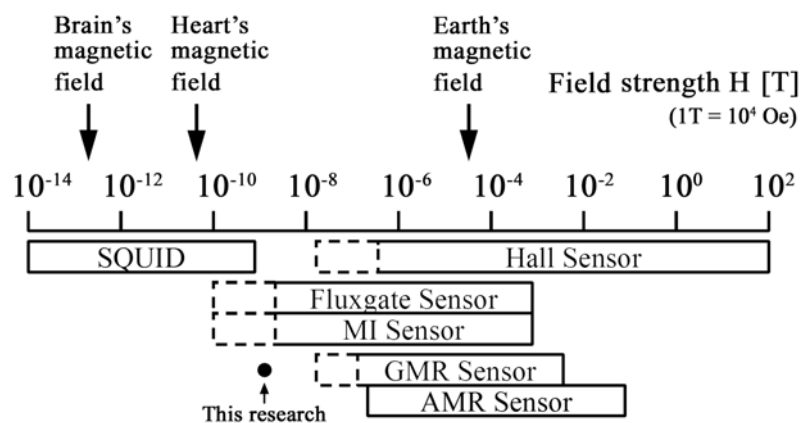 Brain's
magnetic
field
Heart's
magnetic
field
Earth's
magnetic
field
Field strength H [T]
(1T = 10⁴ Oe)
10⁻¹⁴ 10⁻¹² 10⁻¹⁰ 10⁻⁸ 10⁻⁶ 10⁻⁴ 10⁻² 10⁰ 10²
SQUID
Hall Sensor
Fluxgate Sensor
MI Sensor
GMR Sensor
AMR Sensor
This research